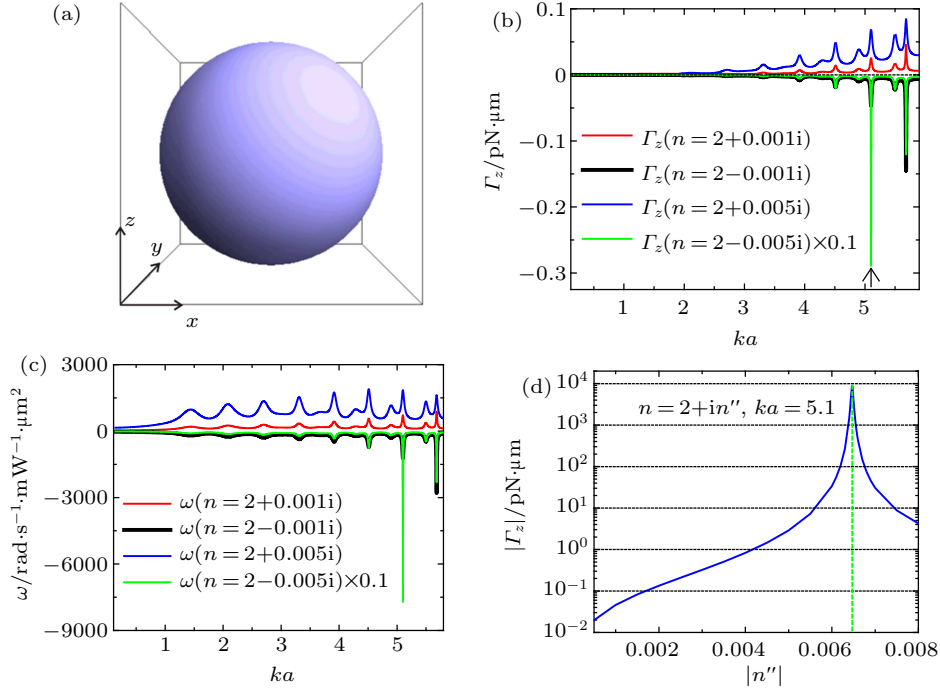 (a)
z
y
x
(b)
0.1
0
−0.1
−0.2
−0.3
Γz/pN·μm
Γz(n = 2+0.001i)
Γz(n = 2−0.001i)
Γz(n = 2+0.005i)
Γz(n = 2−0.005i)×0.1
1 2 3 4 5
ka
(c)
3000
0
−3000
−6000
−9000
ω/rad·s⁻¹·mW⁻¹·μm²
ω(n = 2+0.001i)
ω(n = 2−0.001i)
ω(n = 2+0.005i)
ω(n = 2−0.005i)×0.1
1 2 3 4 5
ka
(d)
10⁴
10³
10²
10¹
10⁰
10⁻¹
10⁻²
|Γz|/pN·μm
n = 2+in″, ka = 5.1
0.002 0.004 0.006 0.008
|n″|